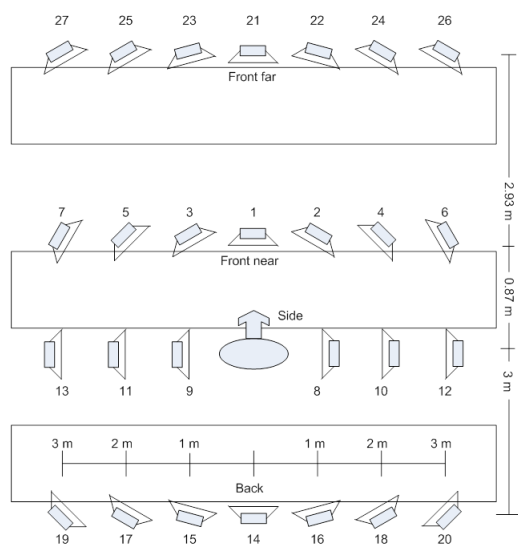 27 25 23 21 22 24 26
Front far
2.93 m
7 5 3 1 2 4 6
Front near
0.87 m
Side
13 11 9 8 10 12
3 m
3 m 2 m 1 m 1 m 2 m 3 m
Back
19 17 15 14 16 18 20